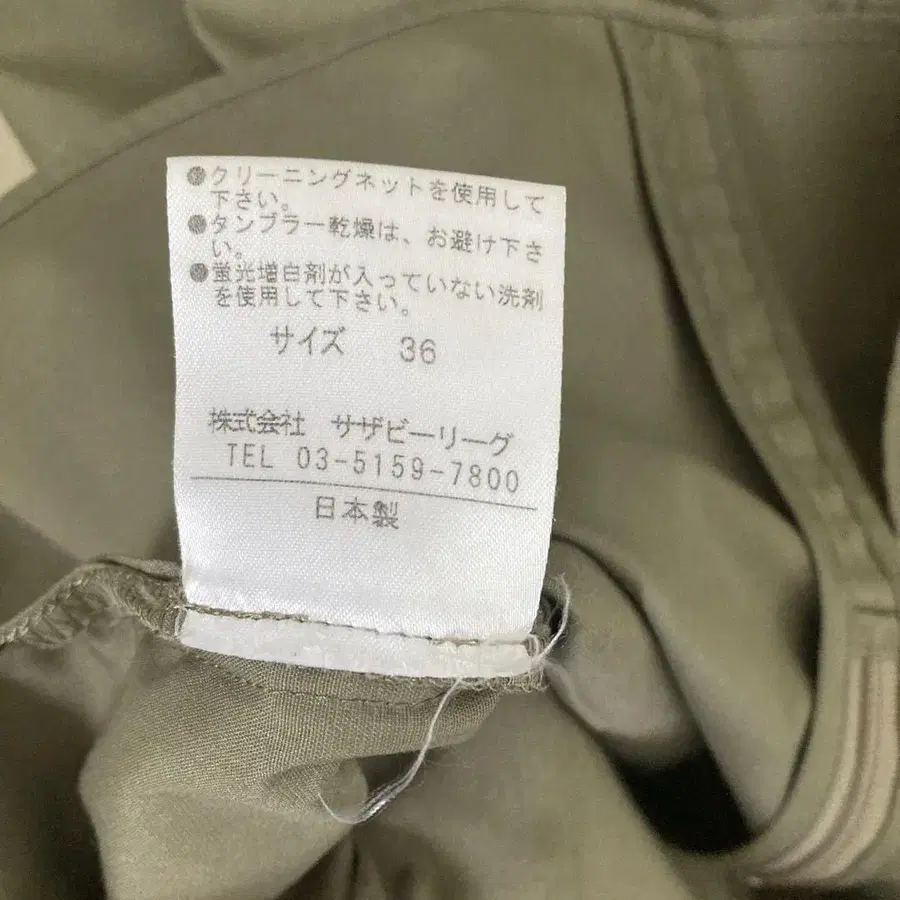 ●クリーニングネットを使用して
下さい。
●タンブラー乾燥は、お避け下さ
い。
●蛍光増白剤が入っていない洗剤
を使用して下さい。
サイズ 36
株式会社 サザビーリーグ
TEL 03-5159-7800
日本製